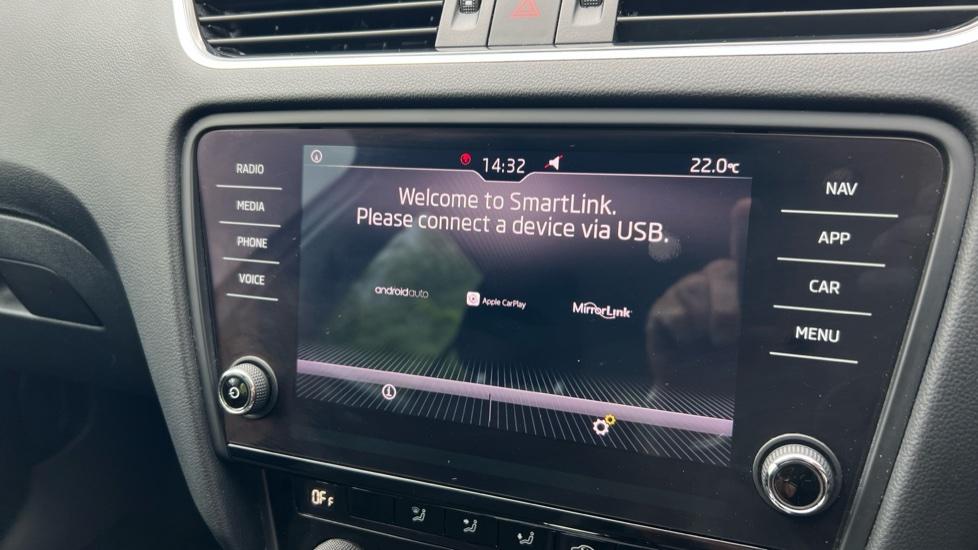 14:32
22.0°C
Welcome to SmartLink.
Please connect a device via USB.
androidauto
Apple CarPlay
MirrorLink
RADIO
MEDIA
PHONE
VOICE
NAV
APP
CAR
MENU
OFF